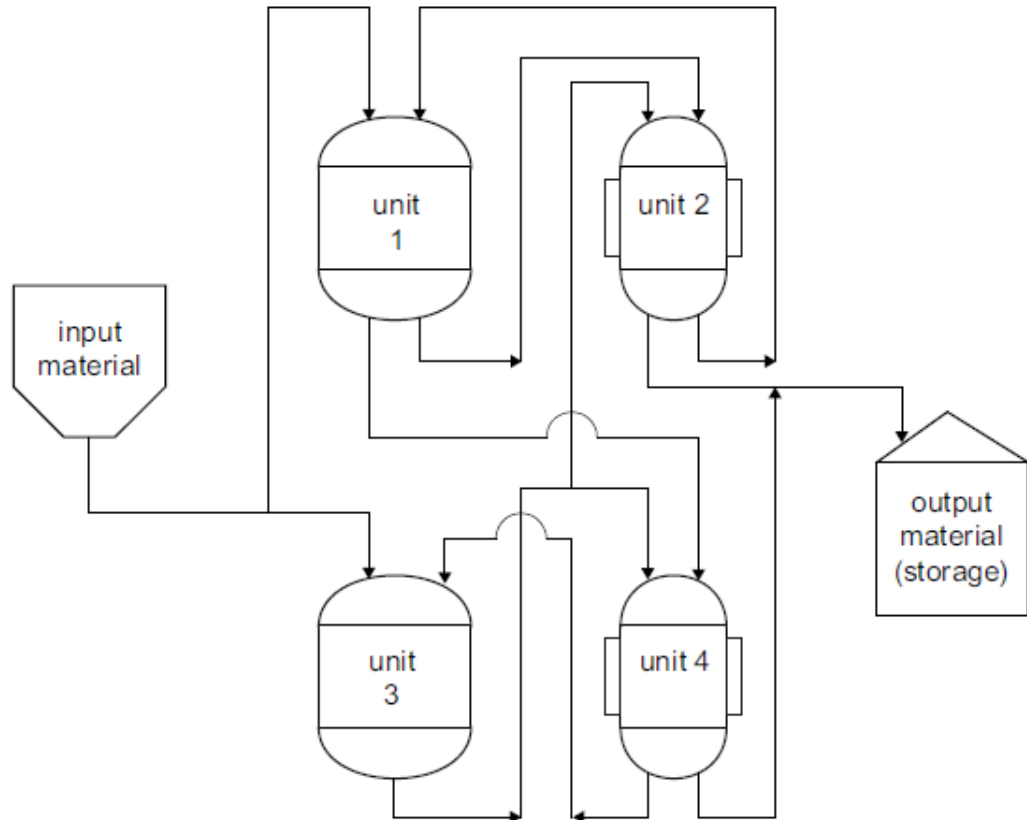 unit
1
unit 2
input
material
output
material
(storage)
unit
3
unit 4